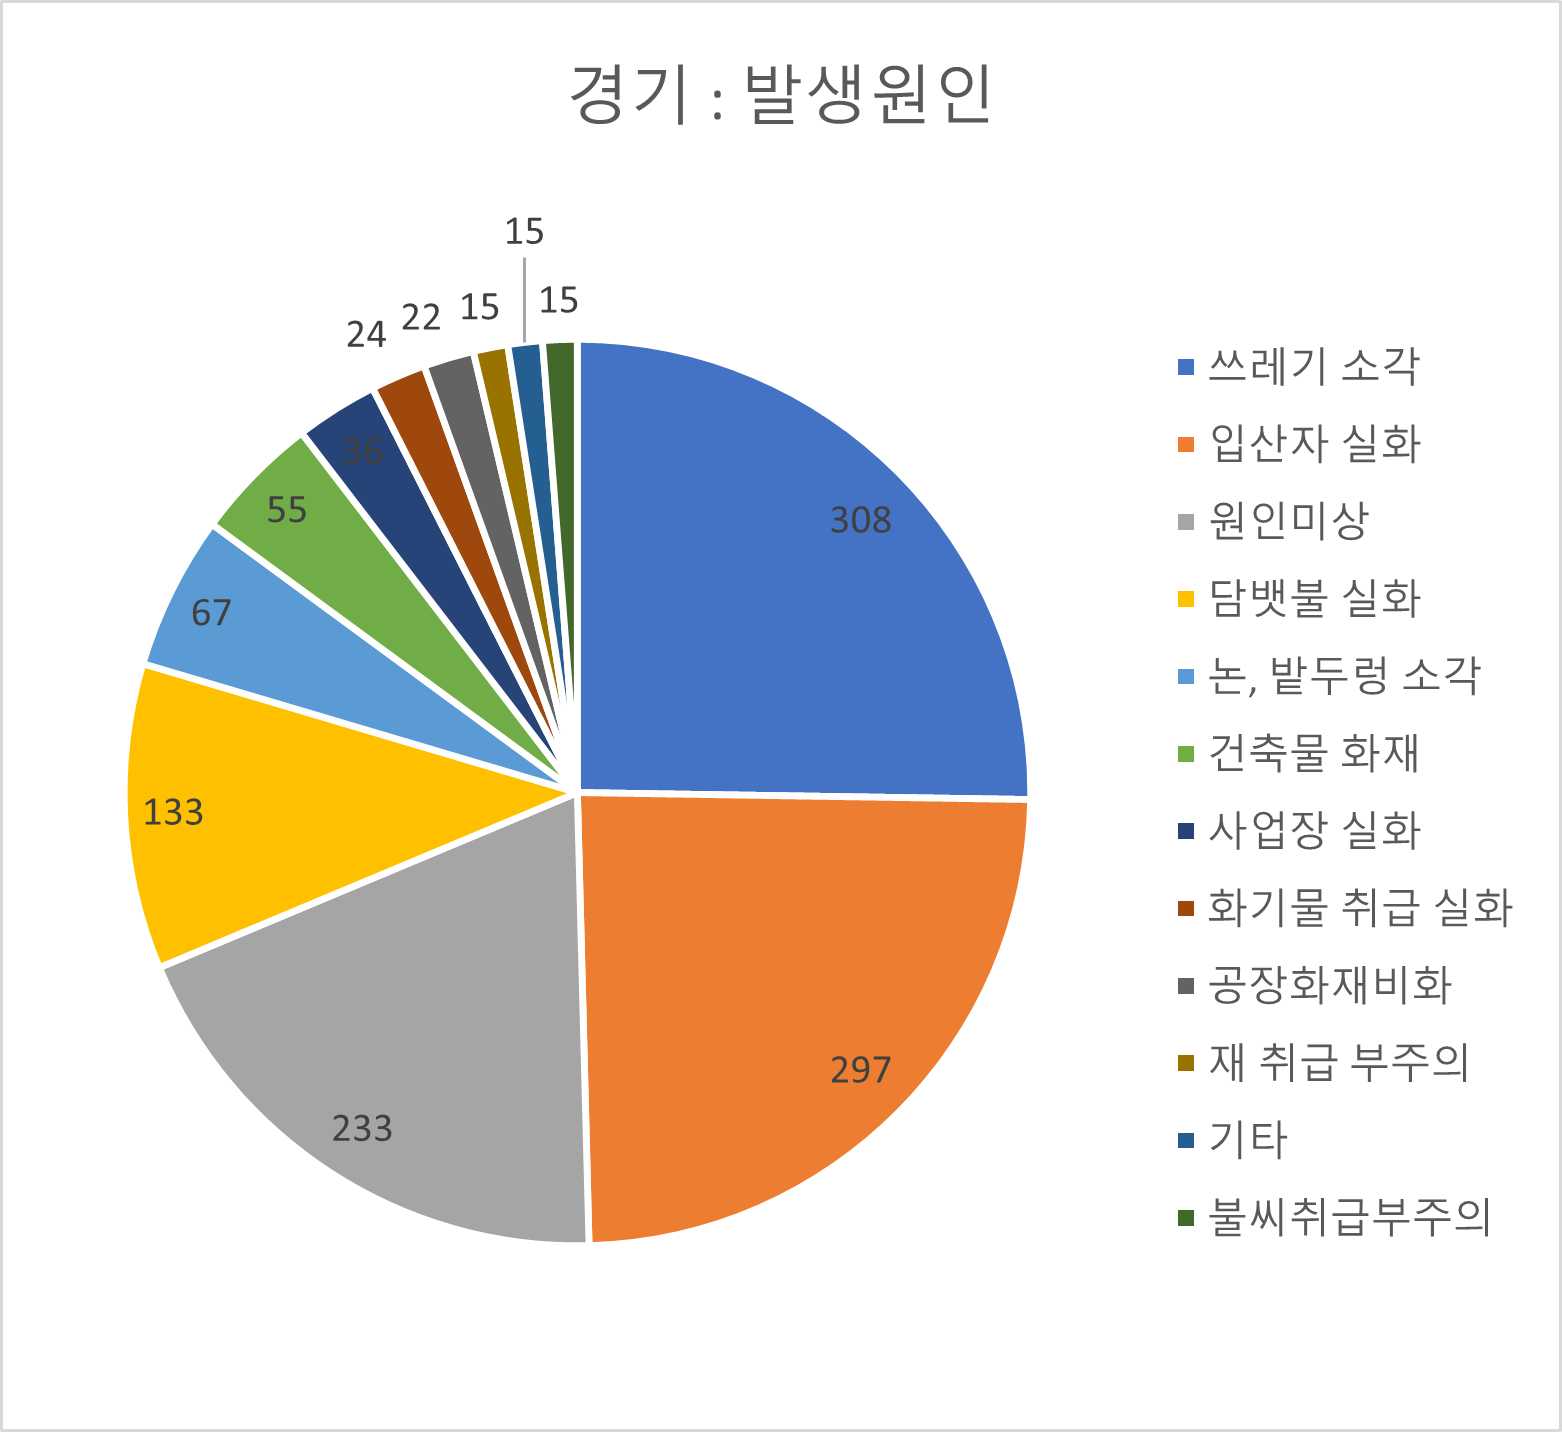 경기 : 발생원인
15
15
15
22
24
36
55
67
133
233
297
308
쓰레기 소각
입산자 실화
원인미상
담뱃불 실화
논, 밭두렁 소각
건축물 화재
사업장 실화
화기물 취급 실화
공장화재비화
재 취급 부주의
기타
불씨취급부주의